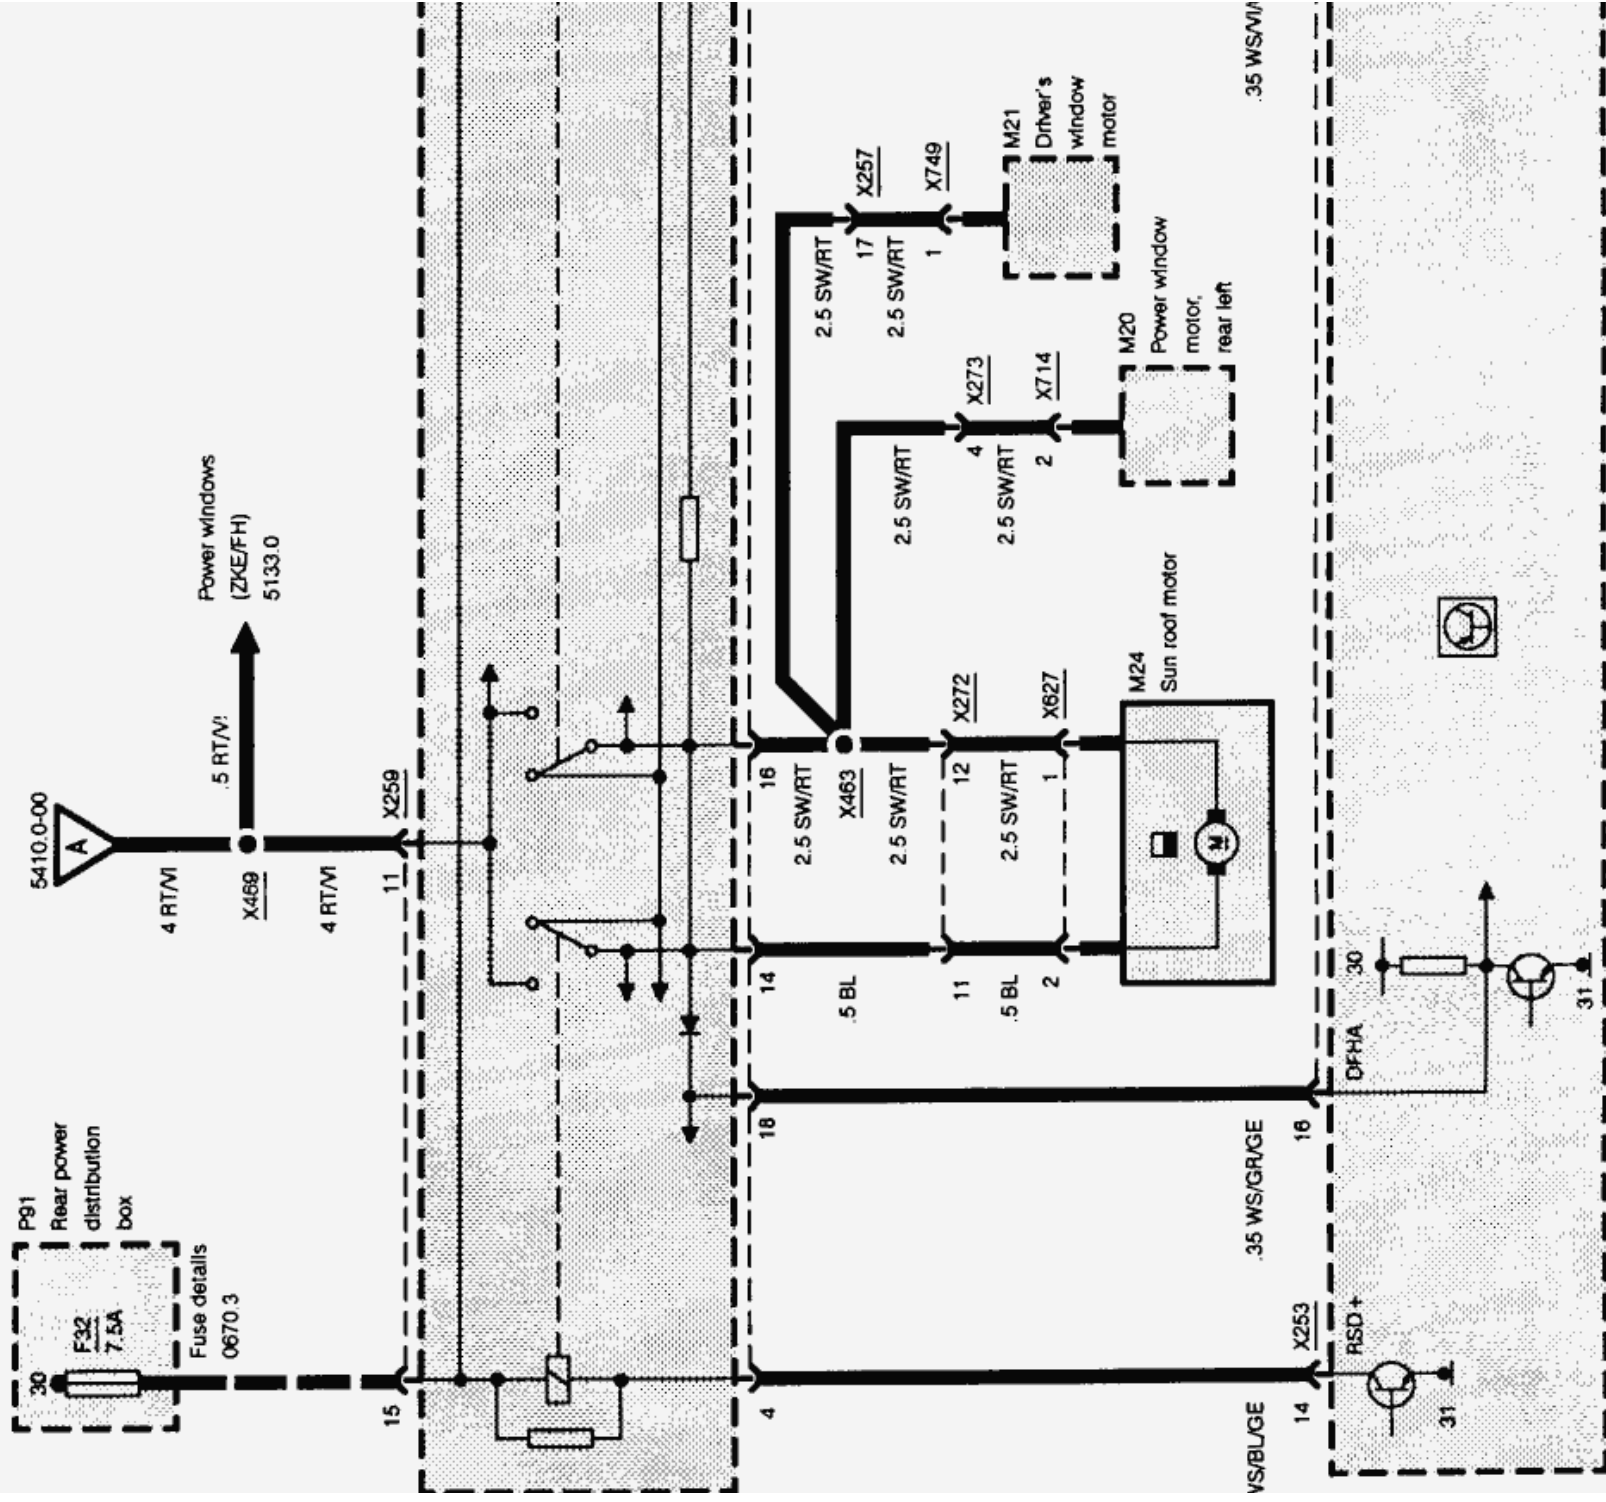 P91
Rear power
distribution
box
30
F32
7.5A
Fuse details
0670.3
15
5410.0-00
A
4 RT/VI
X469
4 RT/VI
11
X259
.5 RT/VI
Power windows
(ZKE/FH)
5133.0
4
18
14
16
.5 BL
11
.5 BL
2
2.5 SW/RT
X463
2.5 SW/RT
12
X272
2.5 SW/RT
1
X627
M24
Sun roof motor
M
2.5 SW/RT
4
X273
2.5 SW/RT
2
X714
M20
Power window
motor,
rear left
2.5 SW/RT
17
X257
2.5 SW/RT
1
X749
M21
Driver's
window
motor
VS/BL/GE
.35 WS/GR/GE
.35 WS/VI/
14
X253
16
RSD+
31
DFHA
30
31